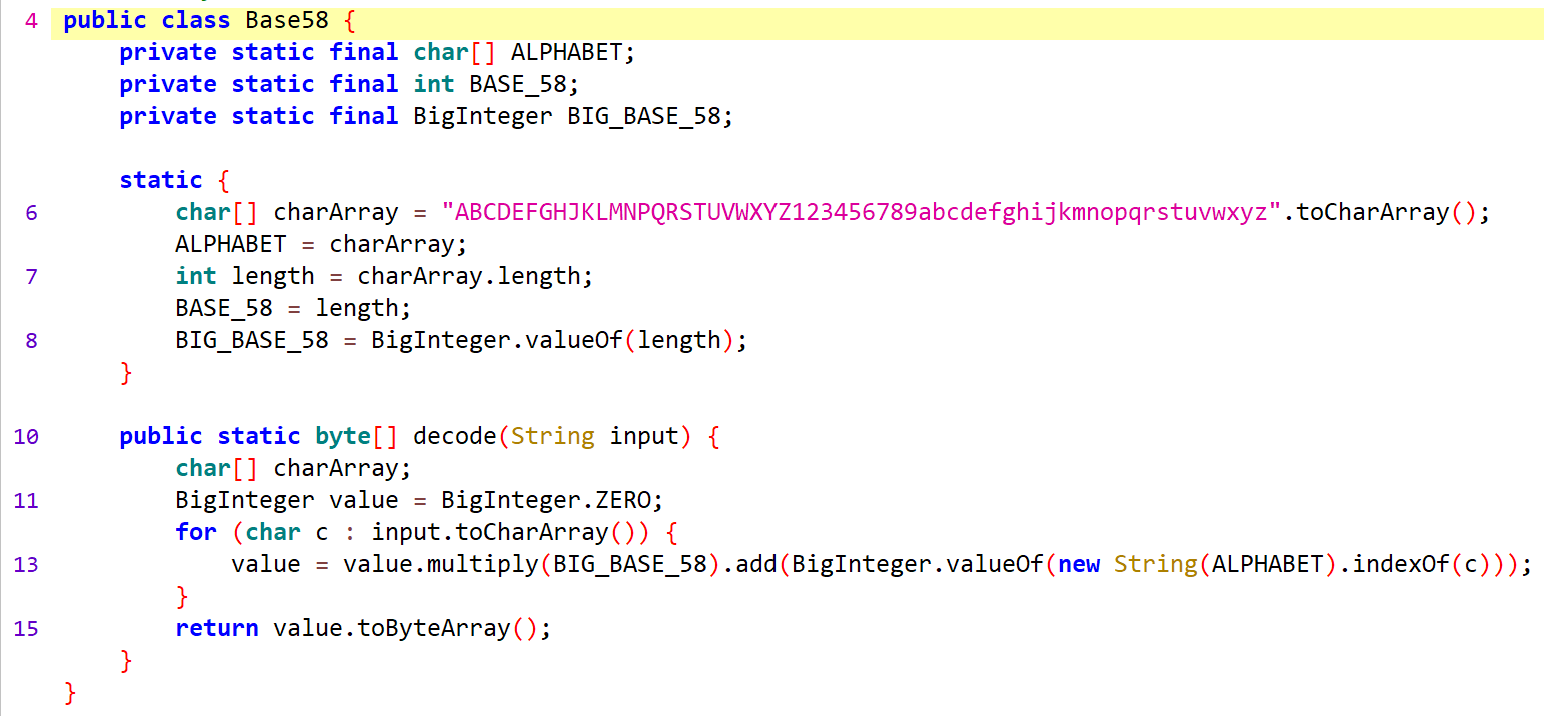 4 public class Base58 {
private static final char[] ALPHABET;
private static final int BASE_58;
private static final BigInteger BIG_BASE_58;
static {
6 char[] charArray = "ABCDEFGHJKLMNPQRSTUVWXYZ123456789abcdefghijkmnopqrstuvwxyz".toCharArray();
ALPHABET = charArray;
7 int length = charArray.length;
BASE_58 = length;
8 BIG_BASE_58 = BigInteger.valueOf(length);
}
10 public static byte[] decode(String input) {
char[] charArray;
11 BigInteger value = BigInteger.ZERO;
for (char c : input.toCharArray()) {
13 value = value.multiply(BIG_BASE_58).add(BigInteger.valueOf(new String(ALPHABET).indexOf(c)));
}
15 return value.toByteArray();
}
}